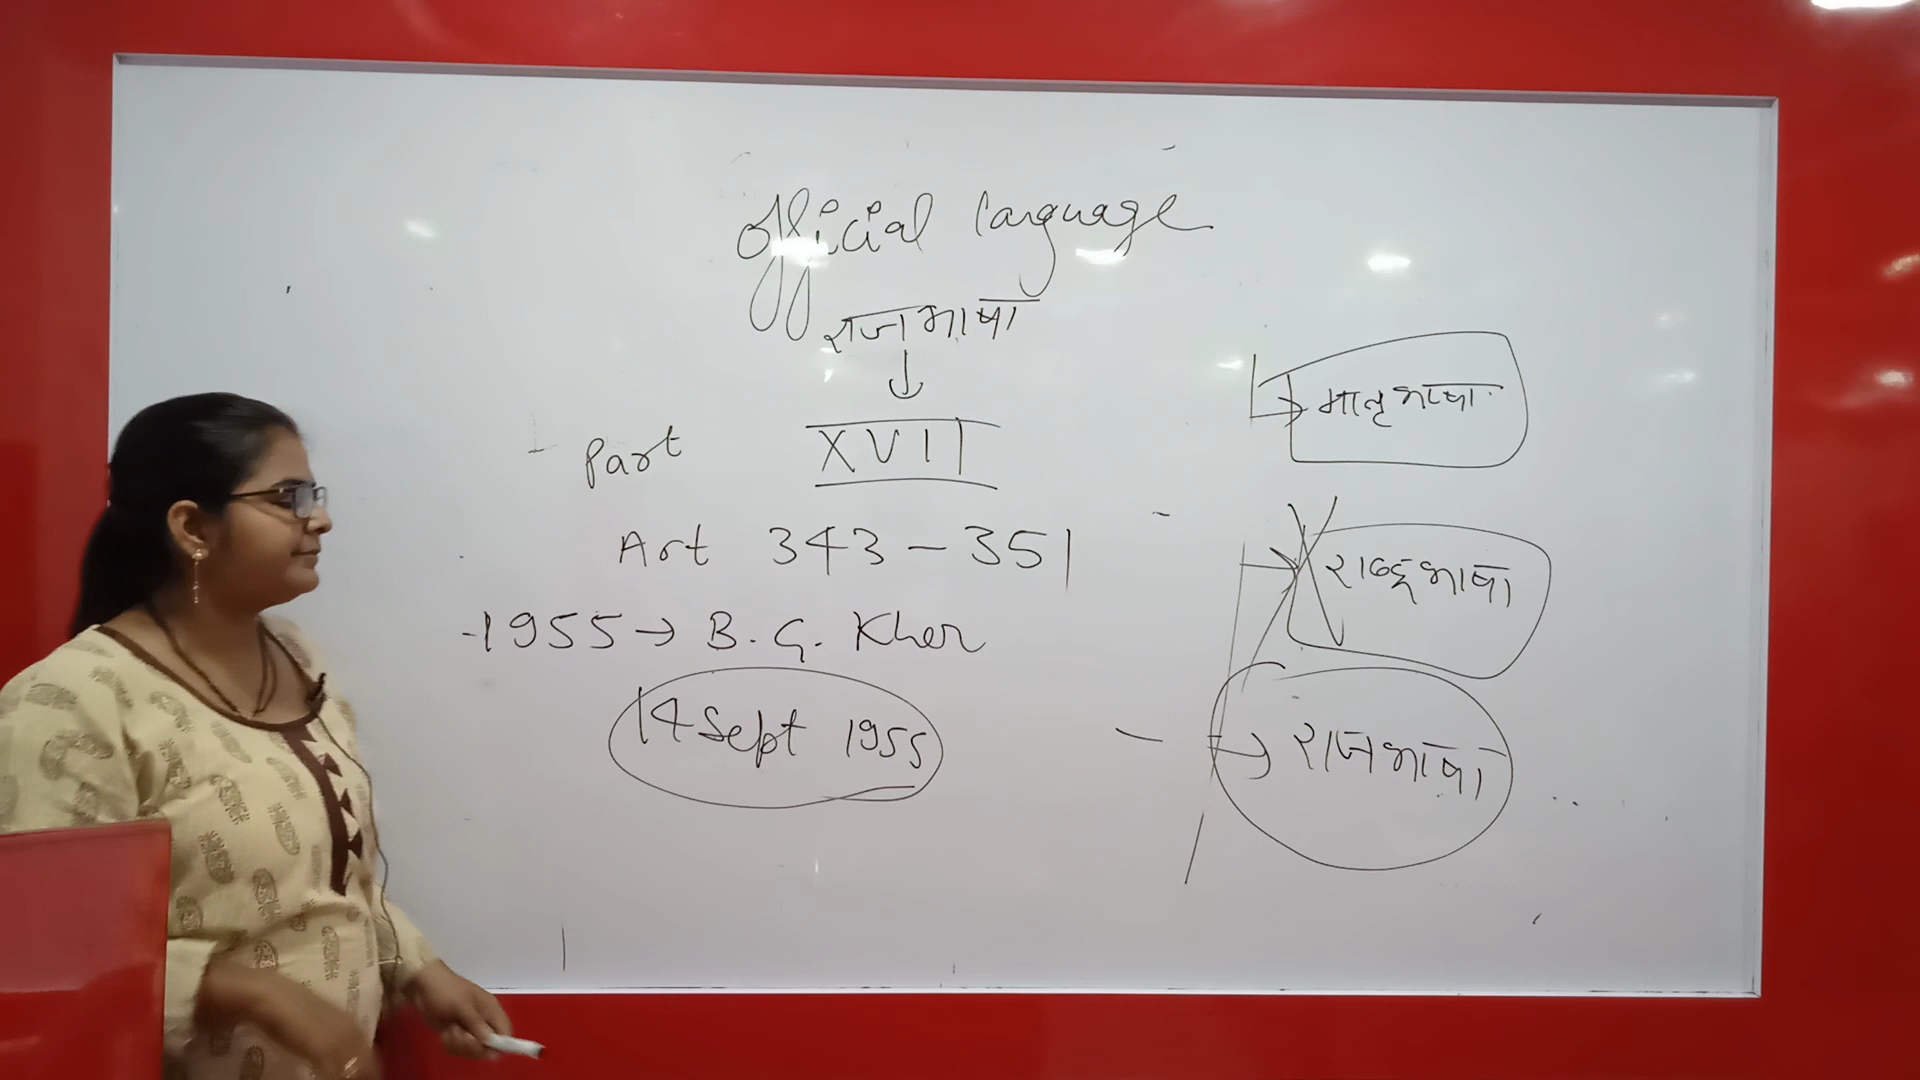 Official language
राजभाषा
Part XVII
Art 343 - 351
-1955 → B. G. Kher
14 Sept 1955
→ मातृभाषा
→ राष्ट्रभाषा
→ राजभाषा